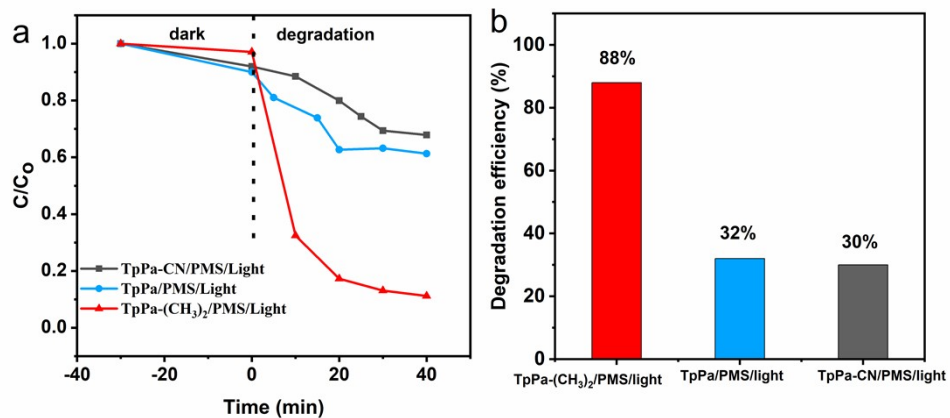 a
dark
degradation
1.0
0.8
0.6
0.4
0.2
0.0
C/C₀
TpPa-CN/PMS/Light
TpPa/PMS/Light
TpPa-(CH₃)₂/PMS/Light
-40
-20
0
20
40
Time (min)
b
100
80
60
40
20
0
Degradation efficiency (%)
88%
32%
30%
TpPa-(CH₃)₂/PMS/light
TpPa/PMS/light
TpPa-CN/PMS/light